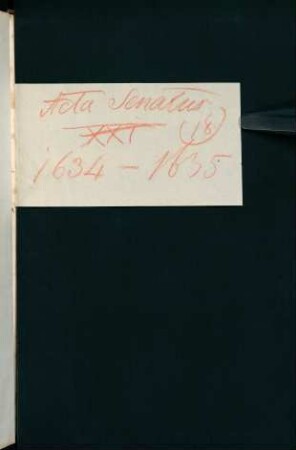 Acta Senatus
XXI (18)
1634 – 1635